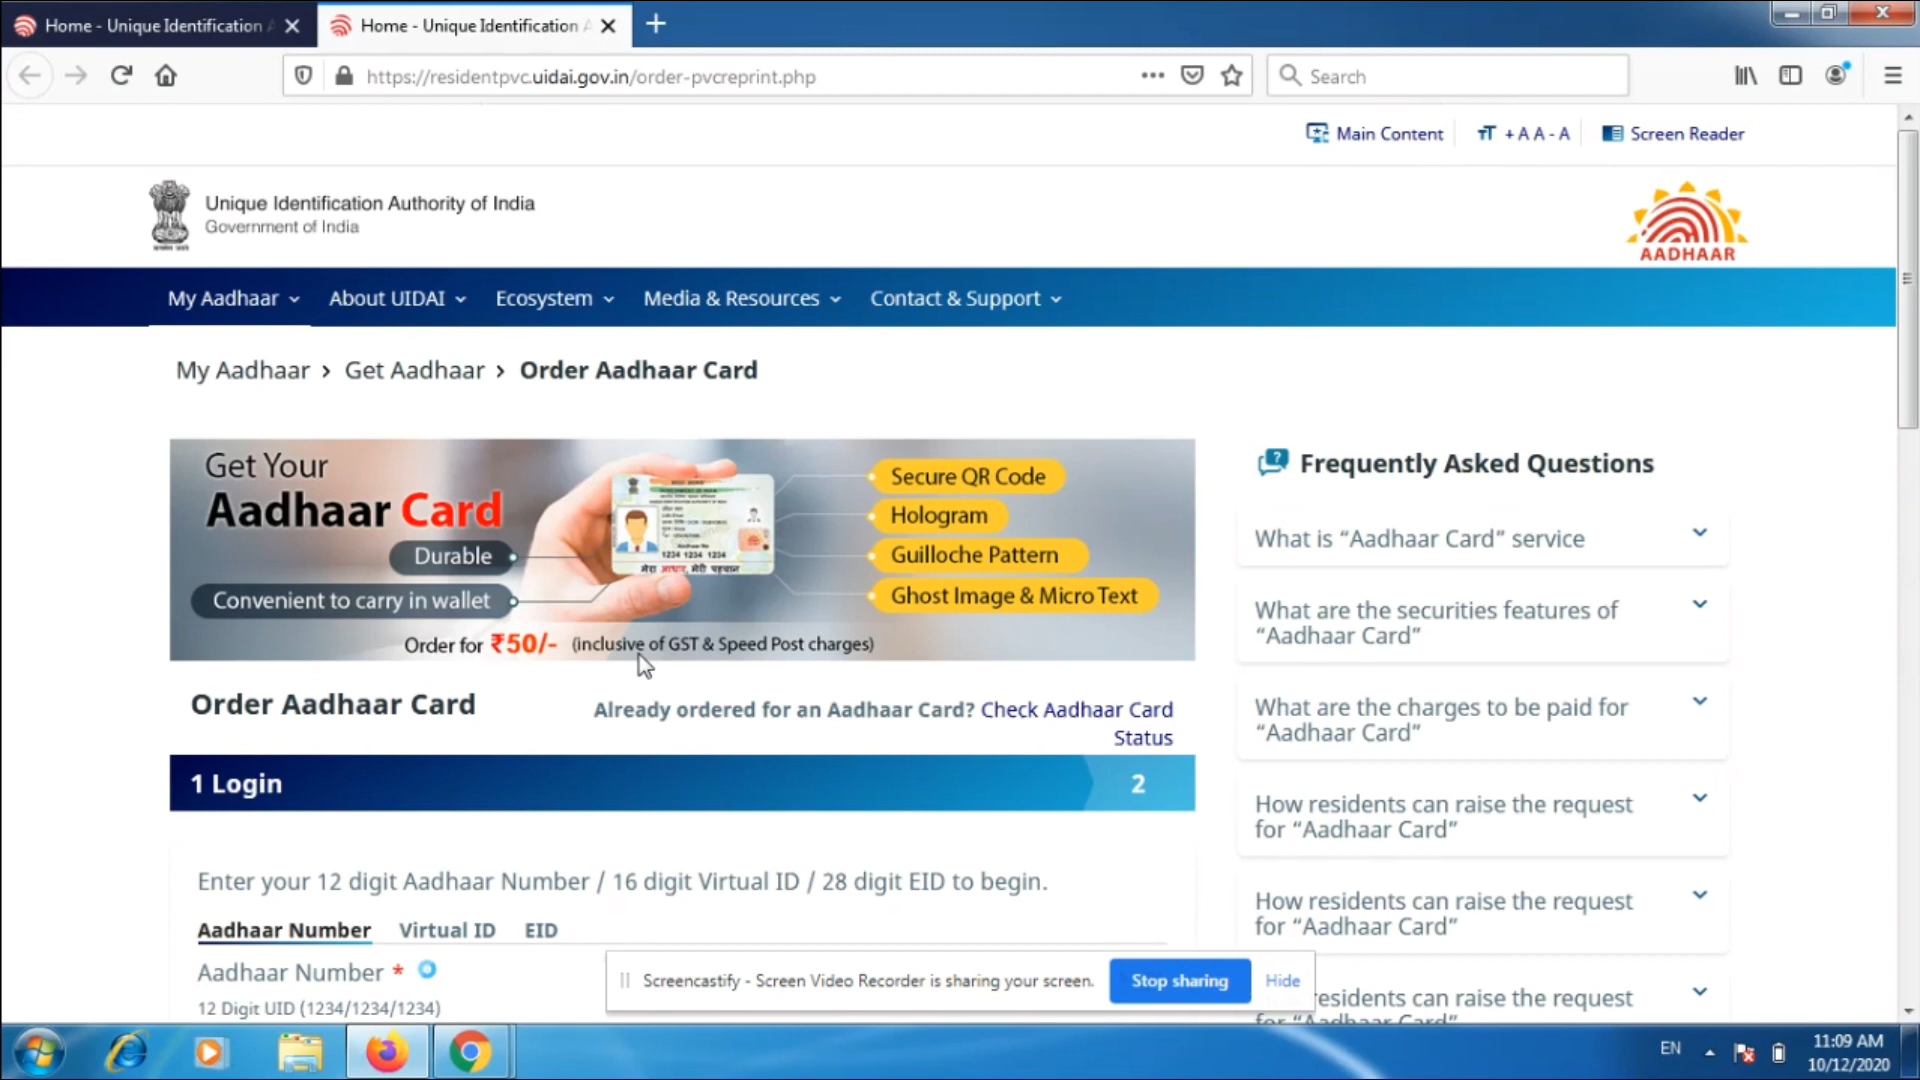 Home - Unique Identification A
Home - Unique Identification A
https://residentpvc.uidai.gov.in/order-pvcreprint.php
Search
Main Content
+ A A - A
Screen Reader
Unique Identification Authority of India
Government of India
AADHAAR
My Aadhaar
About UIDAI
Ecosystem
Media & Resources
Contact & Support
My Aadhaar > Get Aadhaar > Order Aadhaar Card
Get Your
Aadhaar Card
Durable
Convenient to carry in wallet
Order for ₹50/- (inclusive of GST & Speed Post charges)
1234 1234 1234
मेरा आधार, मेरी पहचान
Secure QR Code
Hologram
Guilloche Pattern
Ghost Image & Micro Text
Order Aadhaar Card
Already ordered for an Aadhaar Card? Check Aadhaar Card
Status
1 Login
2
Enter your 12 digit Aadhaar Number / 16 digit Virtual ID / 28 digit EID to begin.
Aadhaar Number
Virtual ID
EID
Aadhaar Number *
12 Digit UID (1234/1234/1234)
Frequently Asked Questions
What is “Aadhaar Card” service
What are the securities features of
“Aadhaar Card”
What are the charges to be paid for
“Aadhaar Card”
How residents can raise the request
for “Aadhaar Card”
How residents can raise the request
for “Aadhaar Card”
residents can raise the request
for “Aadhaar Card”
Screencastify - Screen Video Recorder is sharing your screen.
Stop sharing
Hide
EN
11:09 AM
10/12/2020